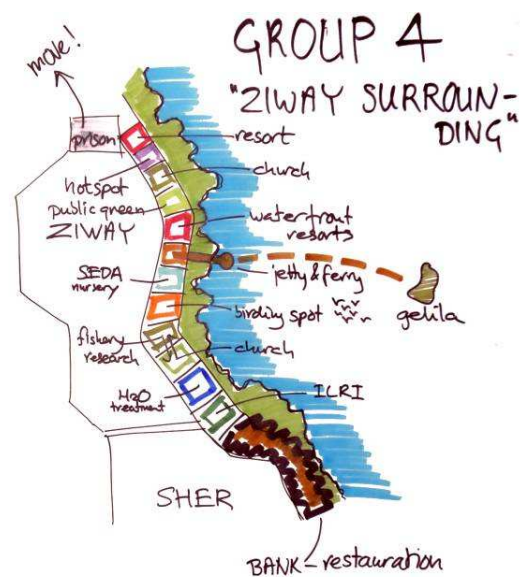 GROUP 4
"ZIWAY SURROUN-
DING"
move!
prison
resort
hotspot
church
public green
ZIWAY
waterfront
resorts
jetty & ferry
SEDA
nursery
birding spot
gelila
fishery
research
church
H2O
treatment
ILRI
SHER
BANK - restauration